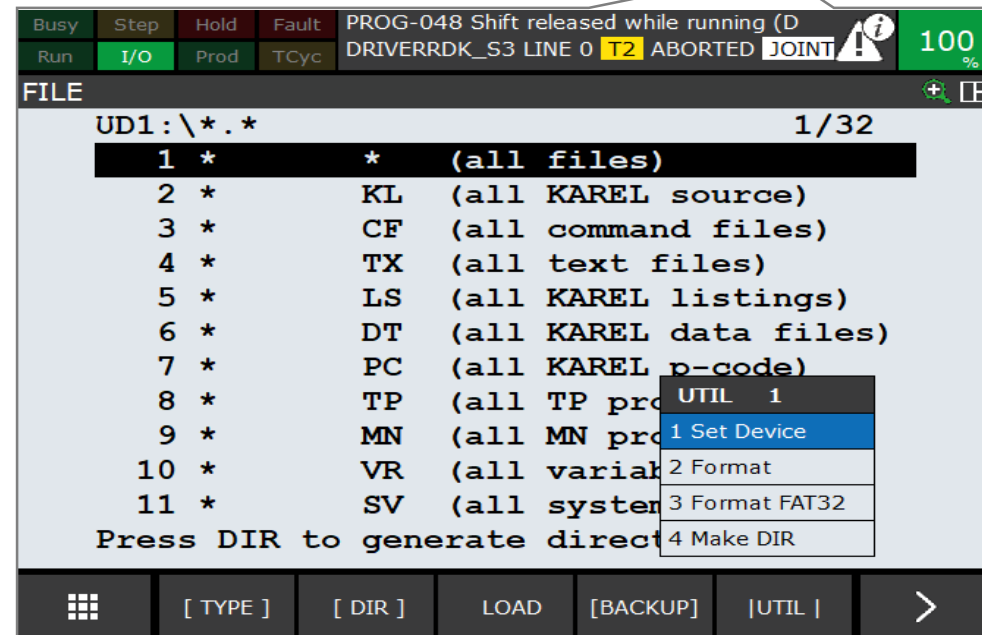 Busy Step Hold Fault PROG-048 Shift released while running (D
Run I/O Prod TCyc DRIVERRDK_S3 LINE 0 T2 ABORTED JOINT 100 %
FILE
UD1:\*.* 1/32
1 * * (all files)
2 * KL (all KAREL source)
3 * CF (all command files)
4 * TX (all text files)
5 * LS (all KAREL listings)
6 * DT (all KAREL data files)
7 * PC (all KAREL p-code)
8 * TP (all TP pro
9 * MN (all MN pro
10 * VR (all variab
11 * SV (all system
Press DIR to generate direct
UTIL 1
1 Set Device
2 Format
3 Format FAT32
4 Make DIR
[ TYPE ] [ DIR ] LOAD [BACKUP] |UTIL | >